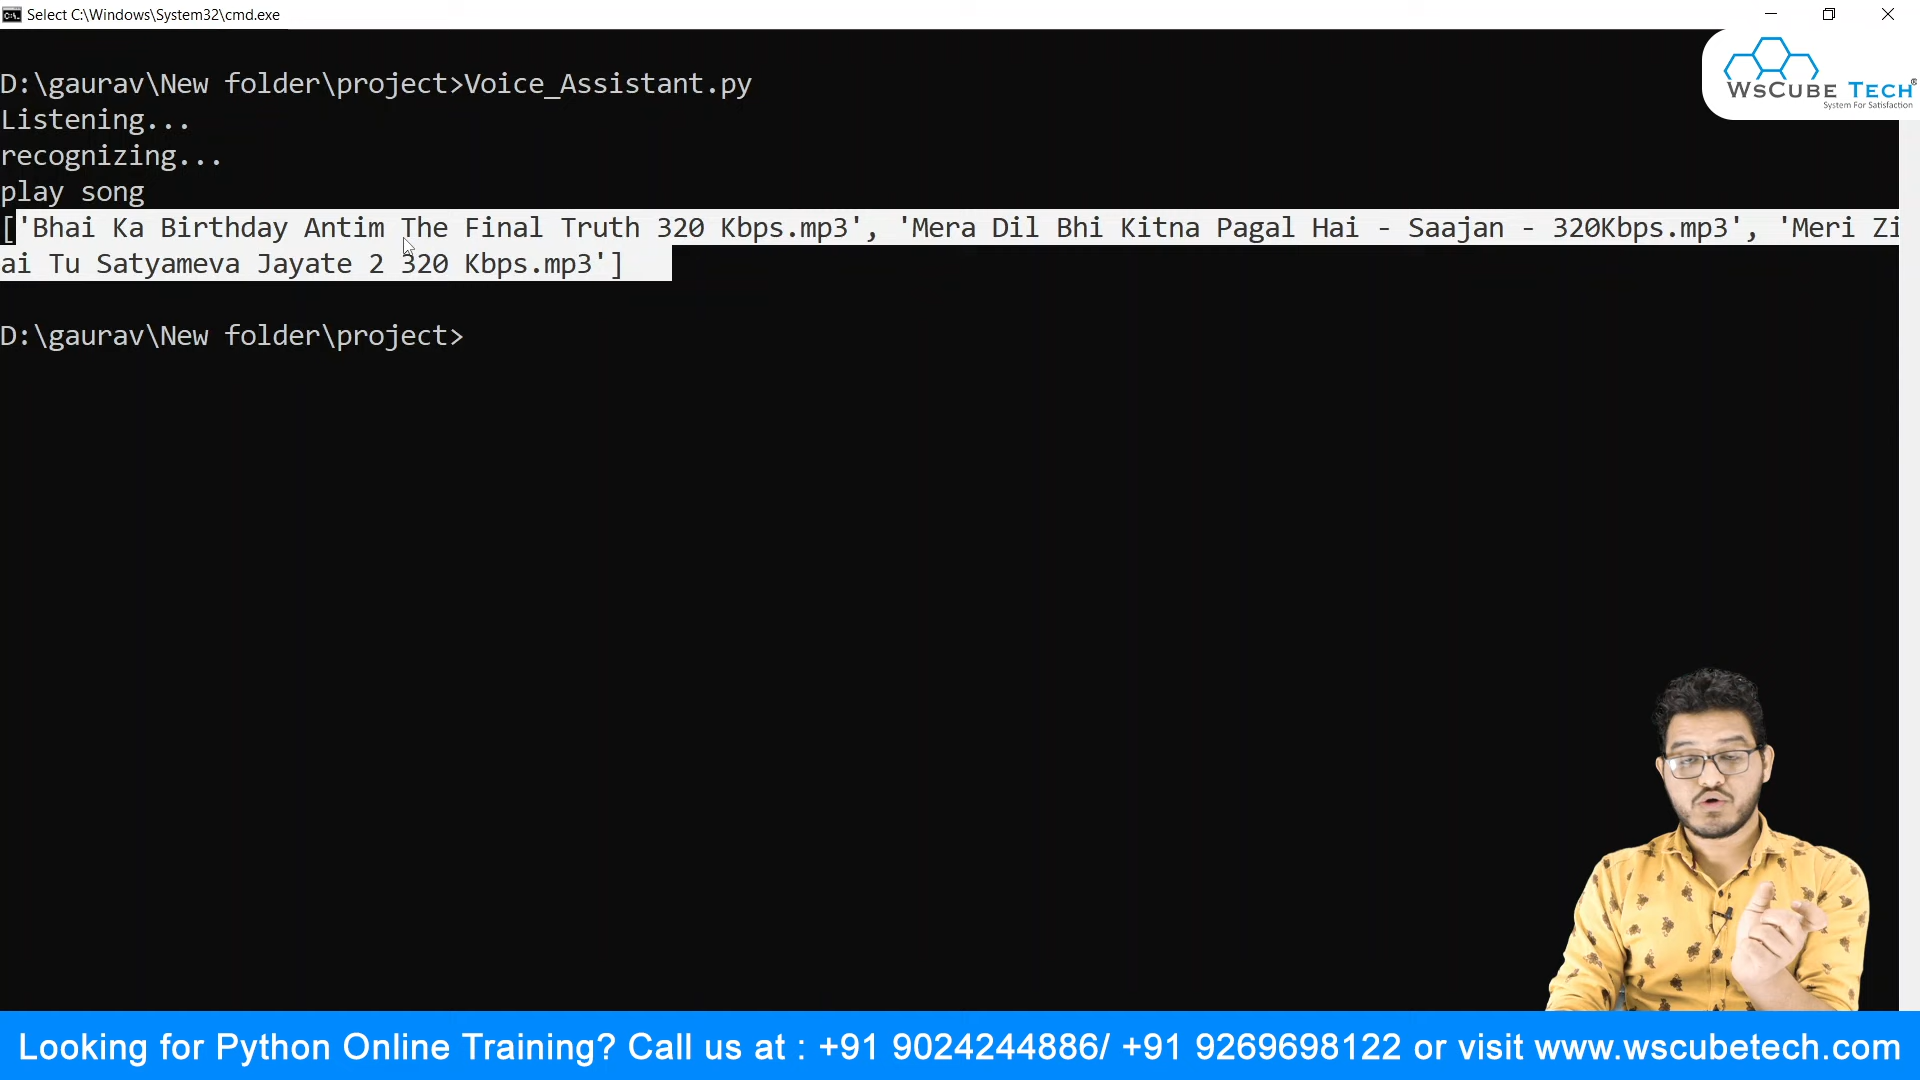 Select C:\Windows\System32\cmd.exe
WsCube Tech®
System For Satisfaction
D:\gaurav\New folder\project>Voice_Assistant.py
Listening...
recognizing...
play song
['Bhai Ka Birthday Antim The Final Truth 320 Kbps.mp3', 'Mera Dil Bhi Kitna Pagal Hai - Saajan - 320Kbps.mp3', 'Meri Zi
ai Tu Satyameva Jayate 2 320 Kbps.mp3']
D:\gaurav\New folder\project>
Looking for Python Online Training? Call us at : +91 9024244886/ +91 9269698122 or visit www.wscubetech.com